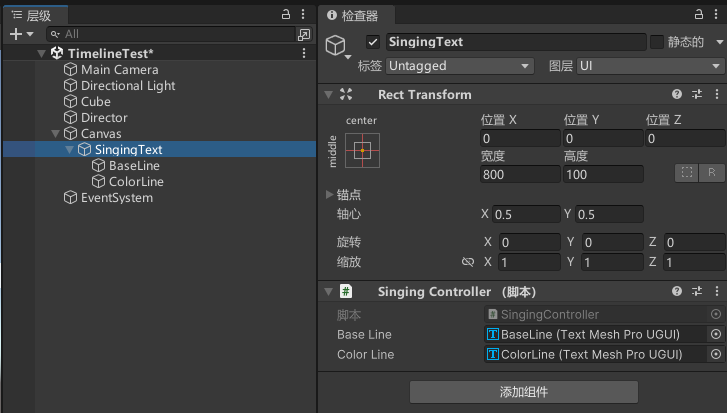 层级
All
TimelineTest*
Main Camera
Directional Light
Cube
Director
Canvas
SingingText
BaseLine
ColorLine
EventSystem
检查器
SingingText
静态的
标签 Untagged 图层 UI
Rect Transform
center
middle
位置 X 位置 Y 位置 Z
0 0 0
宽度 高度
800 100
R
锚点
轴心 X 0.5 Y 0.5
旋转 X 0 Y 0 Z 0
缩放 X 1 Y 1 Z 1
# Singing Controller （脚本）
脚本 # SingingController
Base Line T BaseLine (Text Mesh Pro UGUI)
Color Line T ColorLine (Text Mesh Pro UGUI)
添加组件